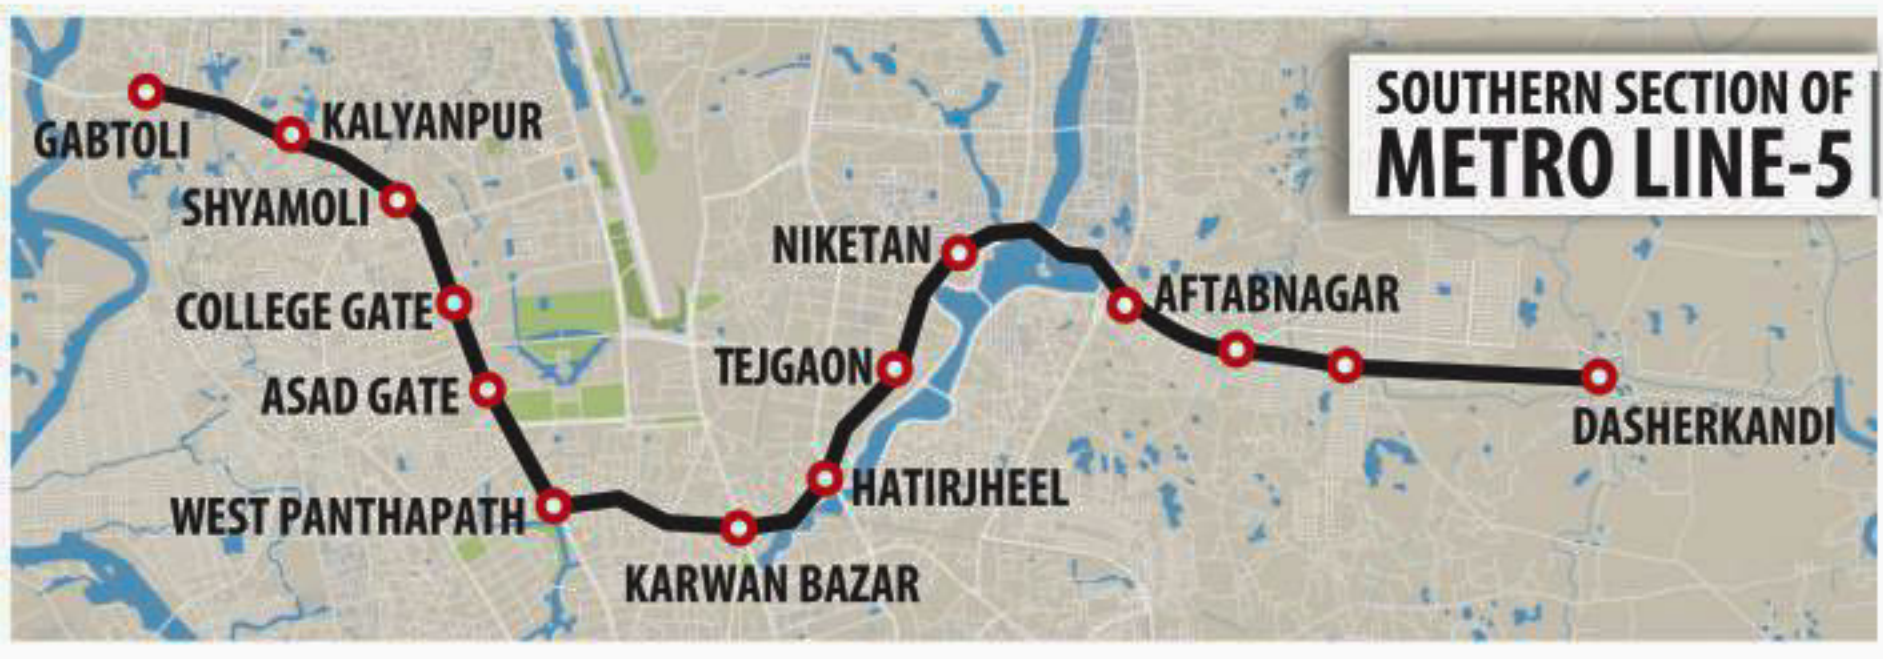 SOUTHERN SECTION OF
METRO LINE-5
GABTOLI
KALYANPUR
SHYAMOLI
COLLEGE GATE
ASAD GATE
WEST PANTHAPATH
KARWAN BAZAR
HATIRJHEEL
TEJGAON
NIKETAN
AFTABNAGAR
DASHERKANDI